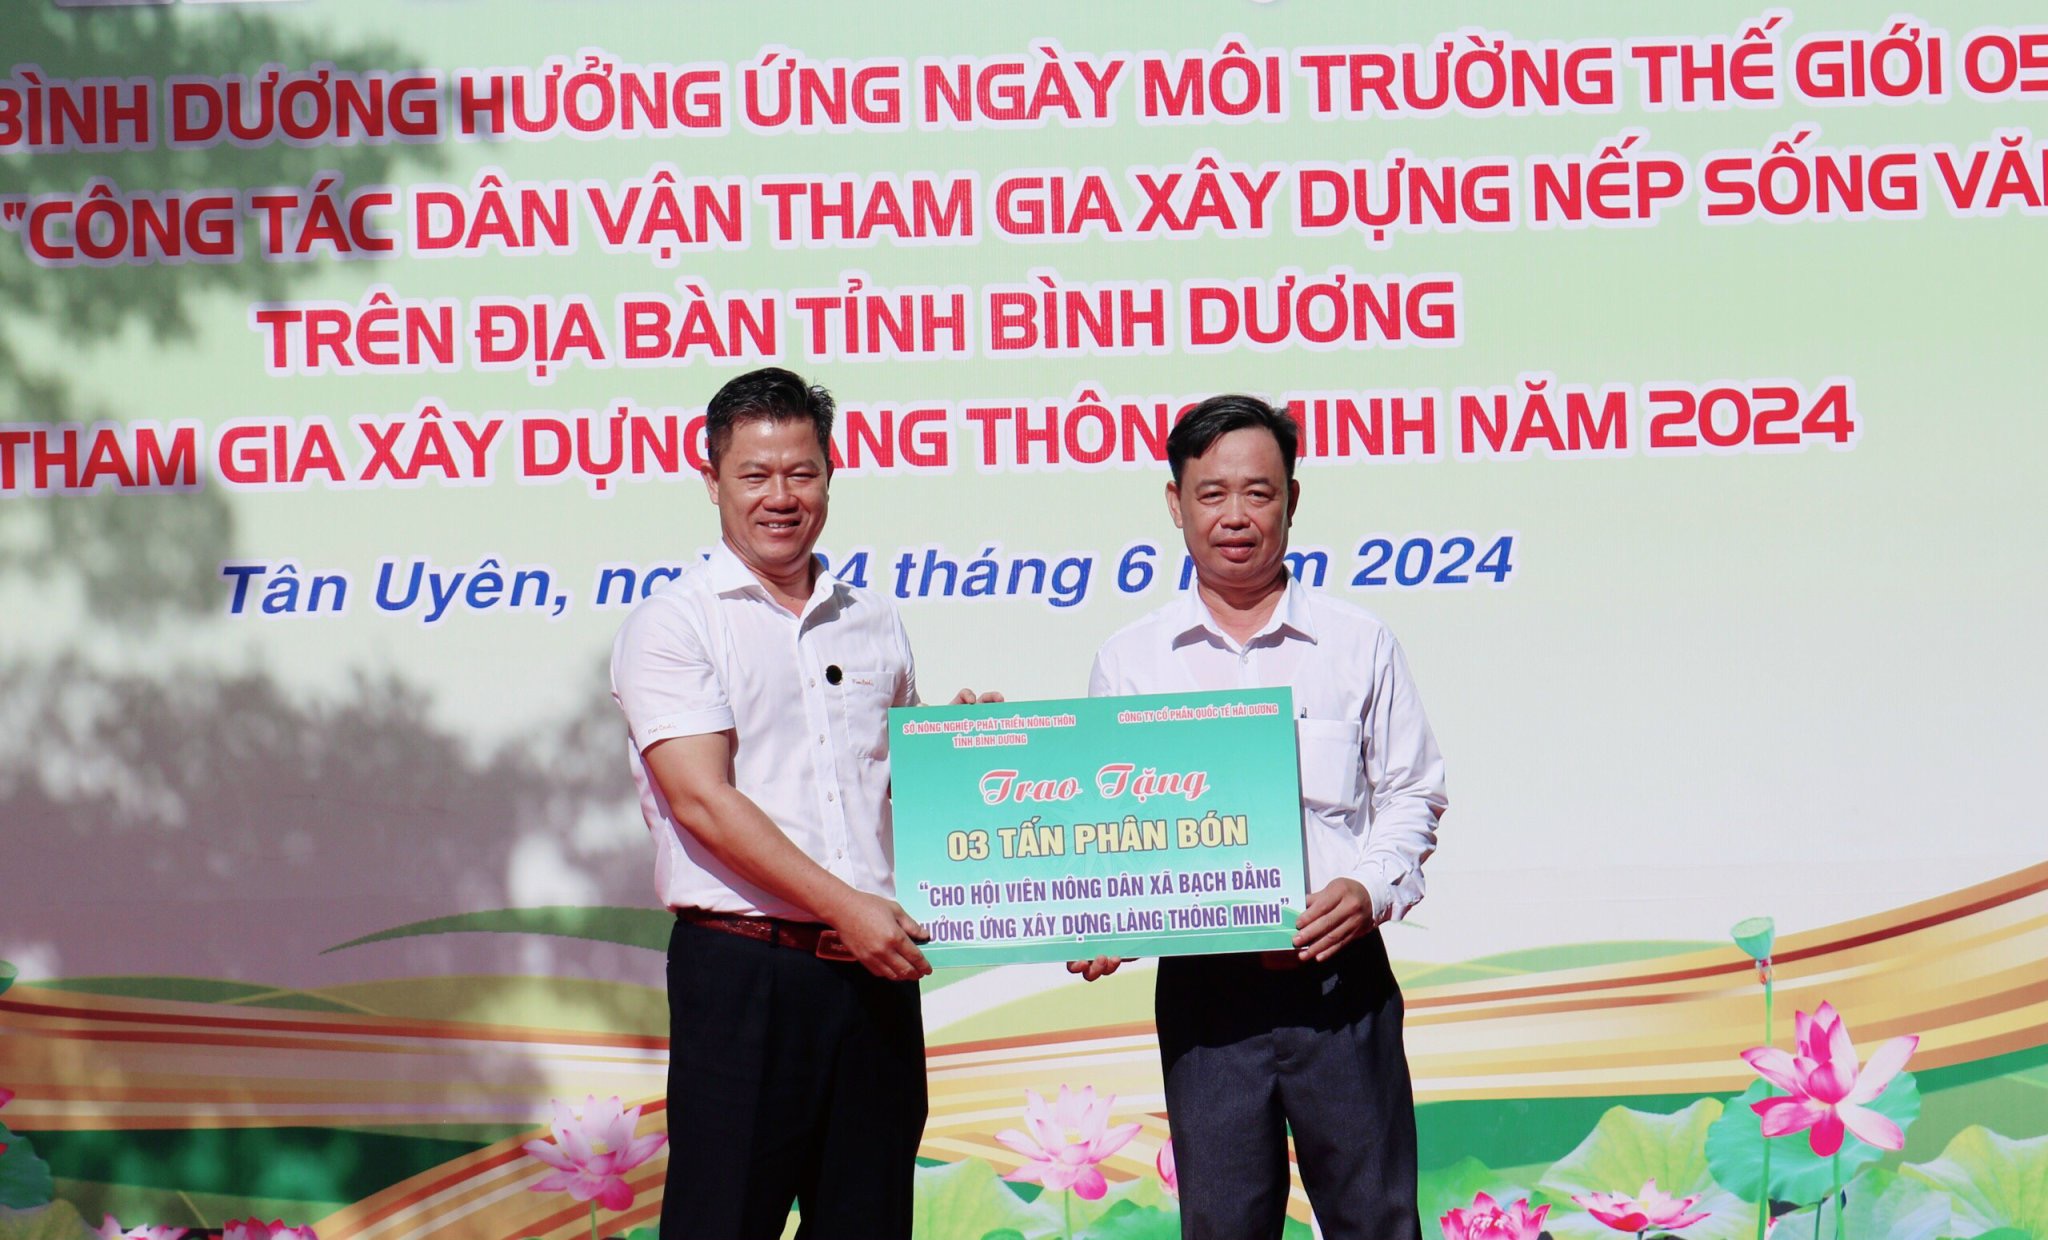 BÌNH DƯƠNG HƯỞNG ỨNG NGÀY MÔI TRƯỜNG THẾ GIỚI 05
"CÔNG TÁC DÂN VẬN THAM GIA XÂY DỰNG NẾP SỐNG VĂ
TRÊN ĐỊA BÀN TỈNH BÌNH DƯƠNG
THAM GIA XÂY DỰNG ANG THÔNG MINH NĂM 2024
Tân Uyên, ng 04 tháng 6 m 2024
SỞ NÔNG NGHIỆP PHÁT TRIỂN NÔNG THÔN
TỈNH BÌNH DƯƠNG
CÔNG TY CỔ PHẦN QUỐC TẾ HẢI DƯƠNG
Trao Tặng
03 TẤN PHÂN BÓN
"CHO HỘI VIÊN NÔNG DÂN XÃ BẠCH ĐẰNG
HƯỞNG ỨNG XÂY DỰNG LÀNG THÔNG MINH"